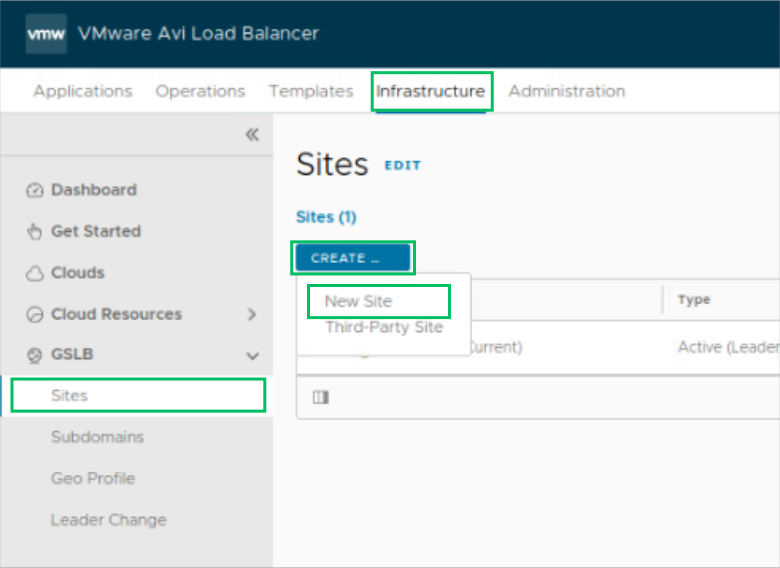 vmw VMware Avi Load Balancer
Applications Operations Templates Infrastructure Administration
Dashboard
Get Started
Clouds
Cloud Resources
GSLB
Sites
Subdomains
Geo Profile
Leader Change
Sites EDIT
Sites (1)
CREATE ...
New Site
Third-Party Site
Type
Current) Active (Leader